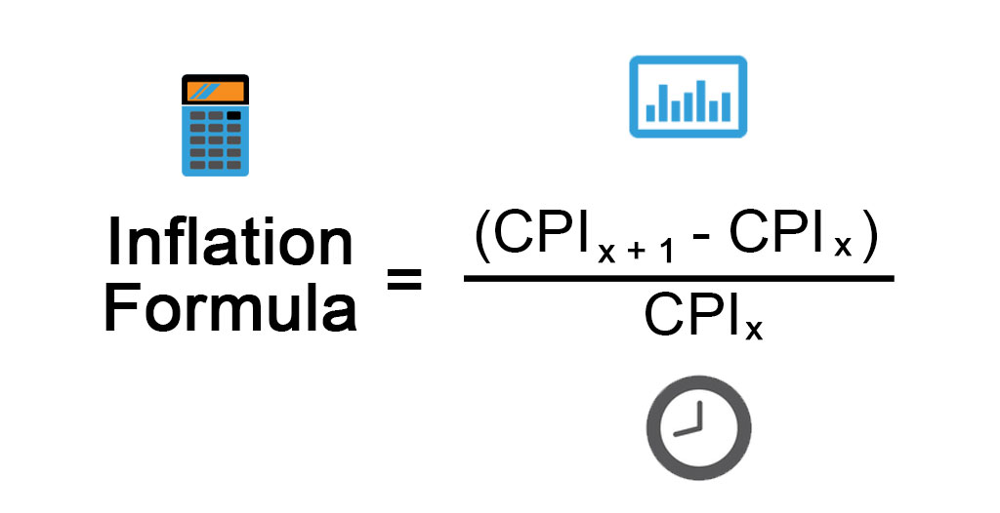 Inflation
Formula
=
(CPI x + 1 - CPI x )
CPI x